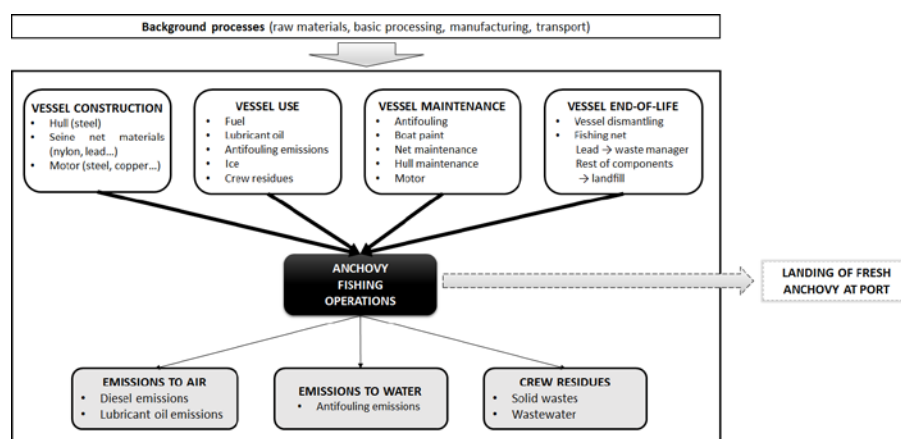 Background processes (raw materials, basic processing, manufacturing, transport)
VESSEL CONSTRUCTION
• Hull (steel)
• Seine net materials
(nylon, lead...)
• Motor (steel, copper...)
VESSEL USE
• Fuel
• Lubricant oil
• Antifouling emissions
• Ice
• Crew residues
VESSEL MAINTENANCE
• Antifouling
• Boat paint
• Net maintenance
• Hull maintenance
• Motor
VESSEL END-OF-LIFE
• Vessel dismantling
• Fishing net
Lead → waste manager
Rest of components
→ landfill
ANCHOVY
FISHING
OPERATIONS
LANDING OF FRESH
ANCHOVY AT PORT
EMISSIONS TO AIR
• Diesel emissions
• Lubricant oil emissions
EMISSIONS TO WATER
• Antifouling emissions
CREW RESIDUES
• Solid wastes
• Wastewater